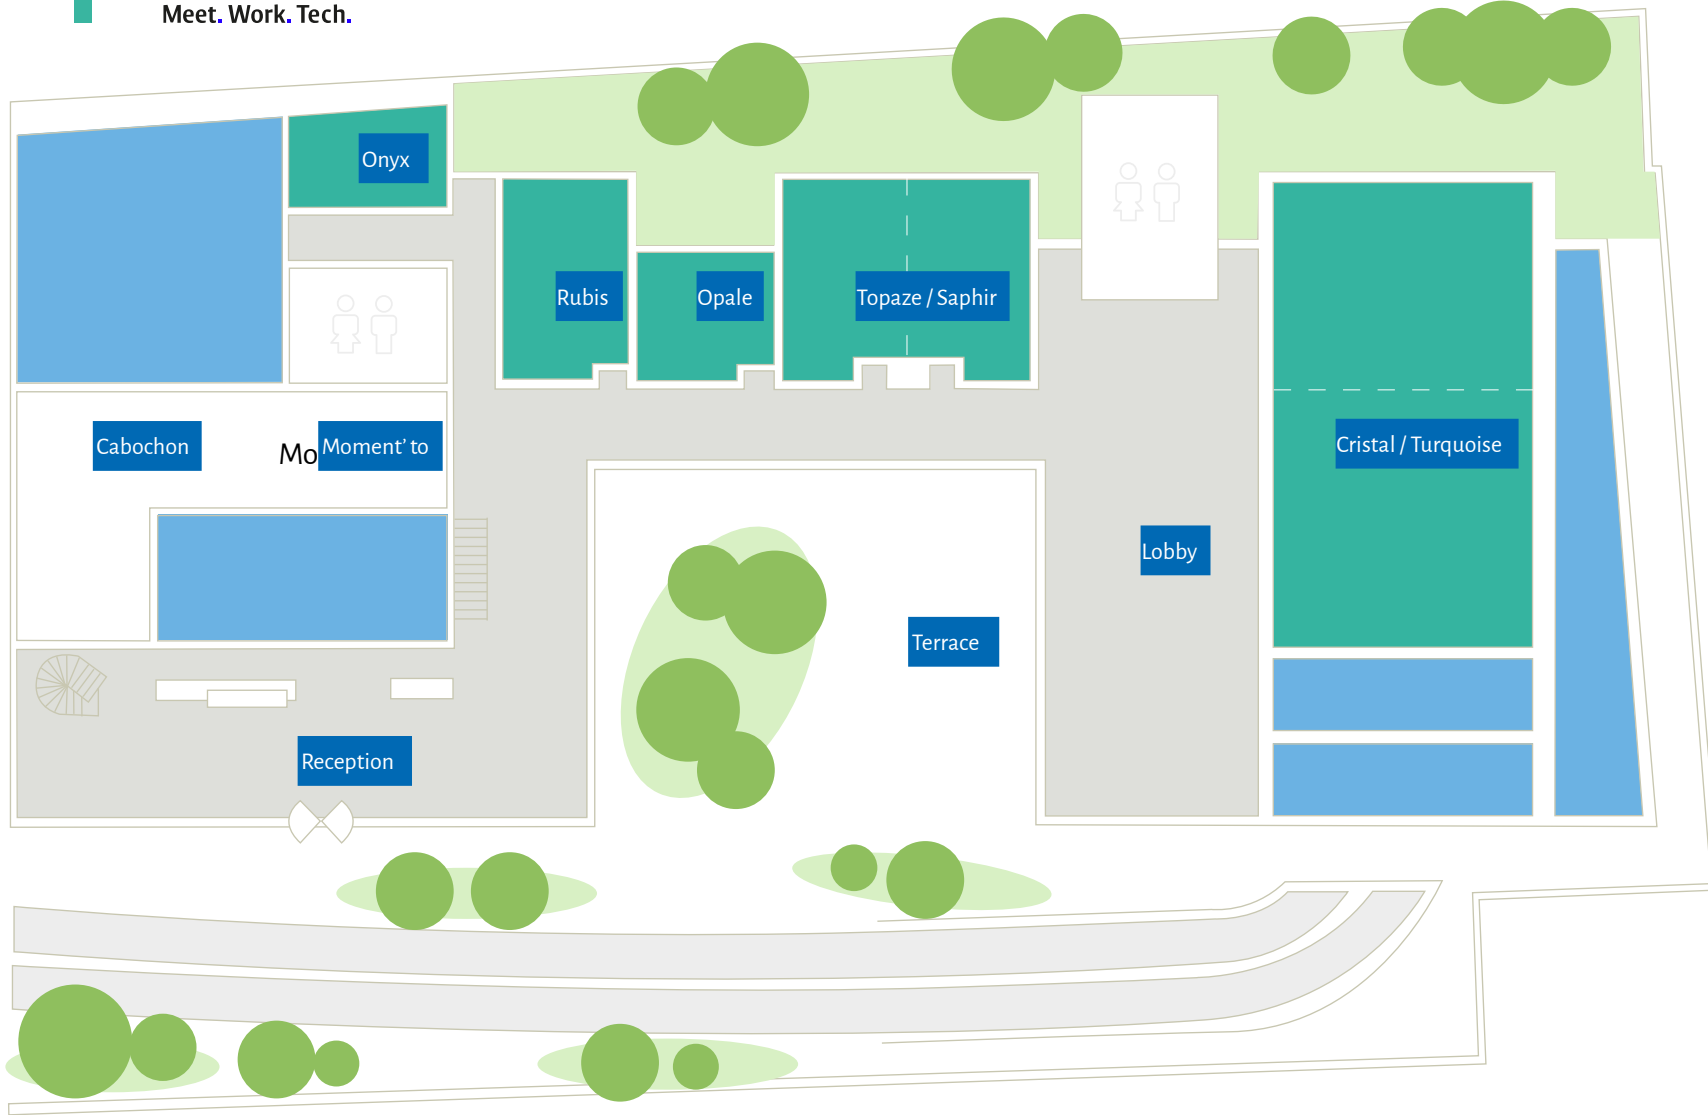 Meet. Work. Tech.
Onyx
Rubis
Opale
Topaze / Saphir
Cabochon
Mo
Moment' to
Cristal / Turquoise
Lobby
Terrace
Reception